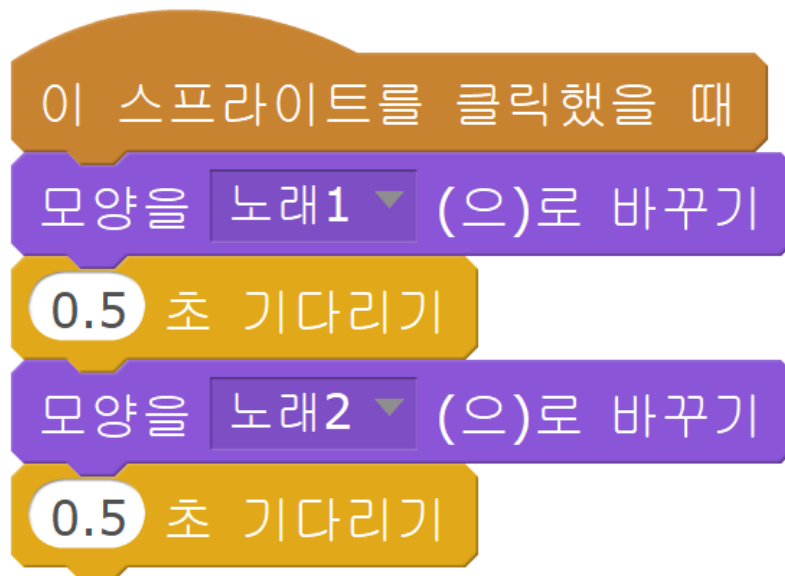 이 스프라이트를 클릭했을 때
모양을 노래1 (으)로 바꾸기
0.5 초 기다리기
모양을 노래2 (으)로 바꾸기
0.5 초 기다리기